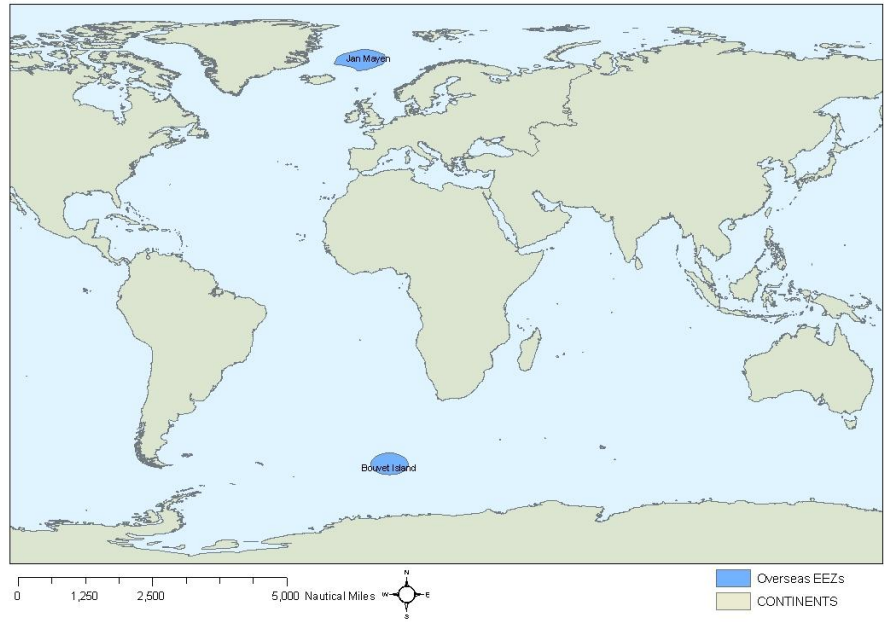 Jan Mayen
Bouvet Island
0 1,250 2,500 5,000 Nautical Miles
N
W E
S
Overseas EEZs
CONTINENTS